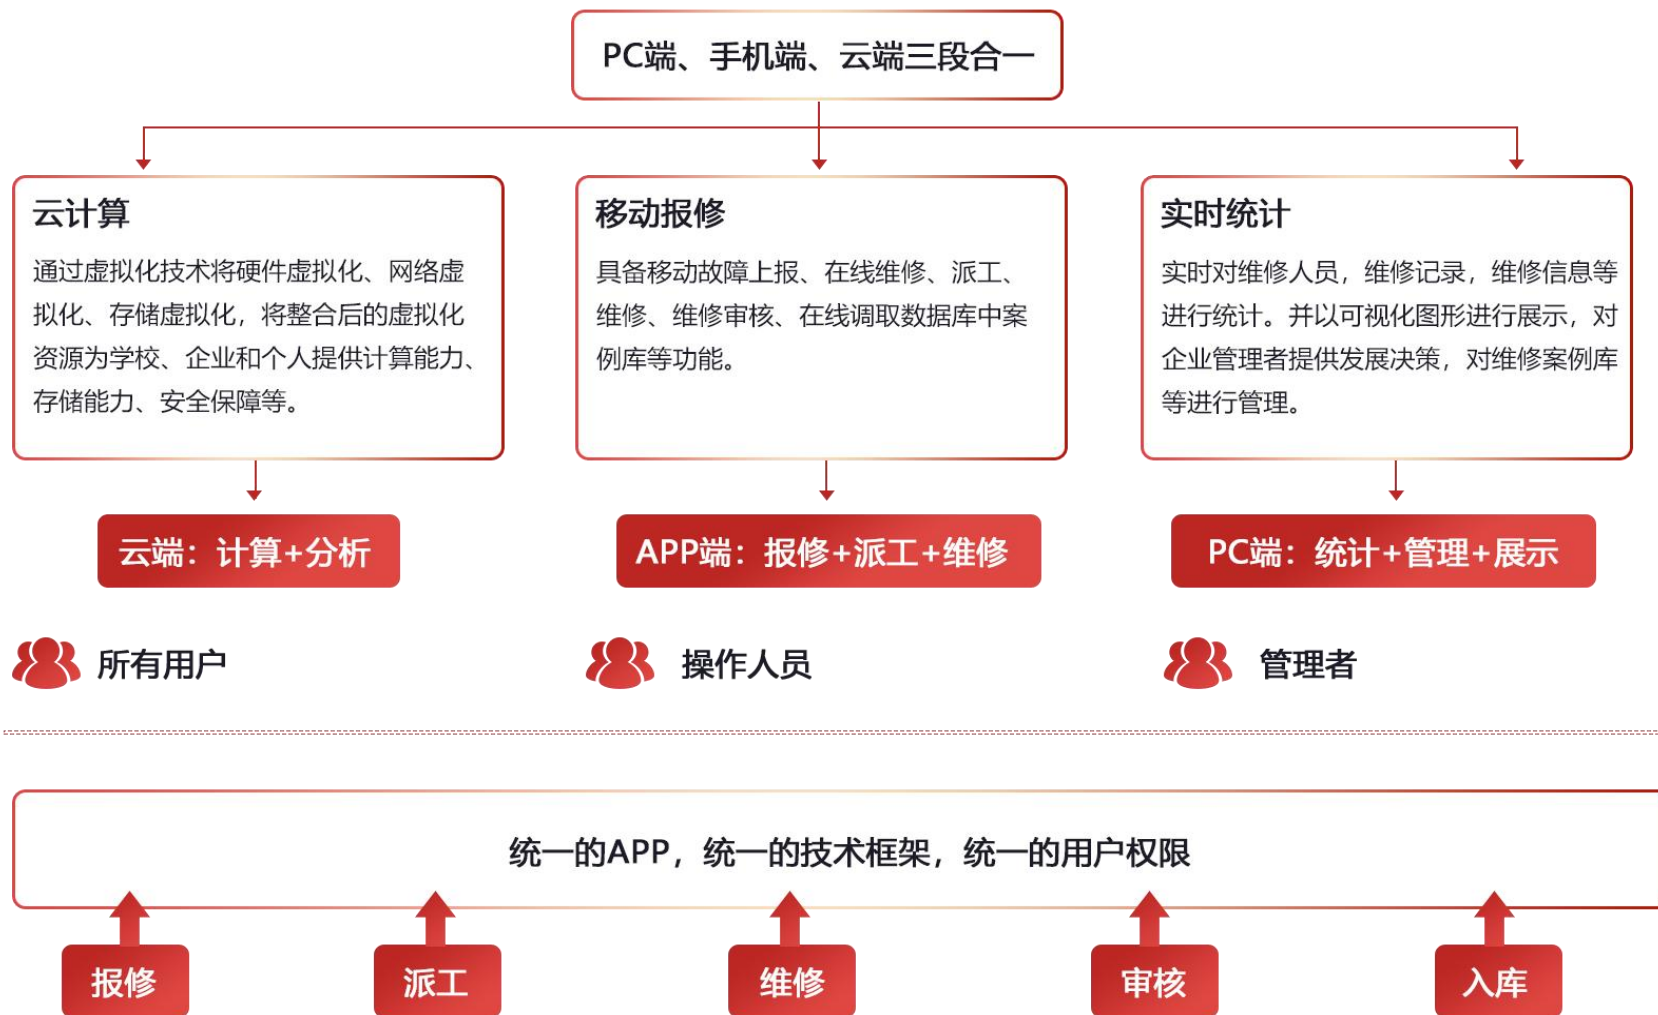 PC端、手机端、云端三段合一
云计算
通过虚拟化技术将硬件虚拟化、网络虚
拟化、存储虚拟化，将整合后的虚拟化
资源为学校、企业和个人提供计算能力、
存储能力、安全保障等。
移动报修
具备移动故障上报、在线维修、派工、
维修、维修审核、在线调取数据库中案
例库等功能。
实时统计
实时对维修人员，维修记录，维修信息等
进行统计。并以可视化图形进行展示，对
企业管理者提供发展决策，对维修案例库
等进行管理。
云端：计算+分析
APP端：报修+派工+维修
PC端：统计+管理+展示
所有用户
操作人员
管理者
统一的APP，统一的技术框架，统一的用户权限
报修
派工
维修
审核
入库